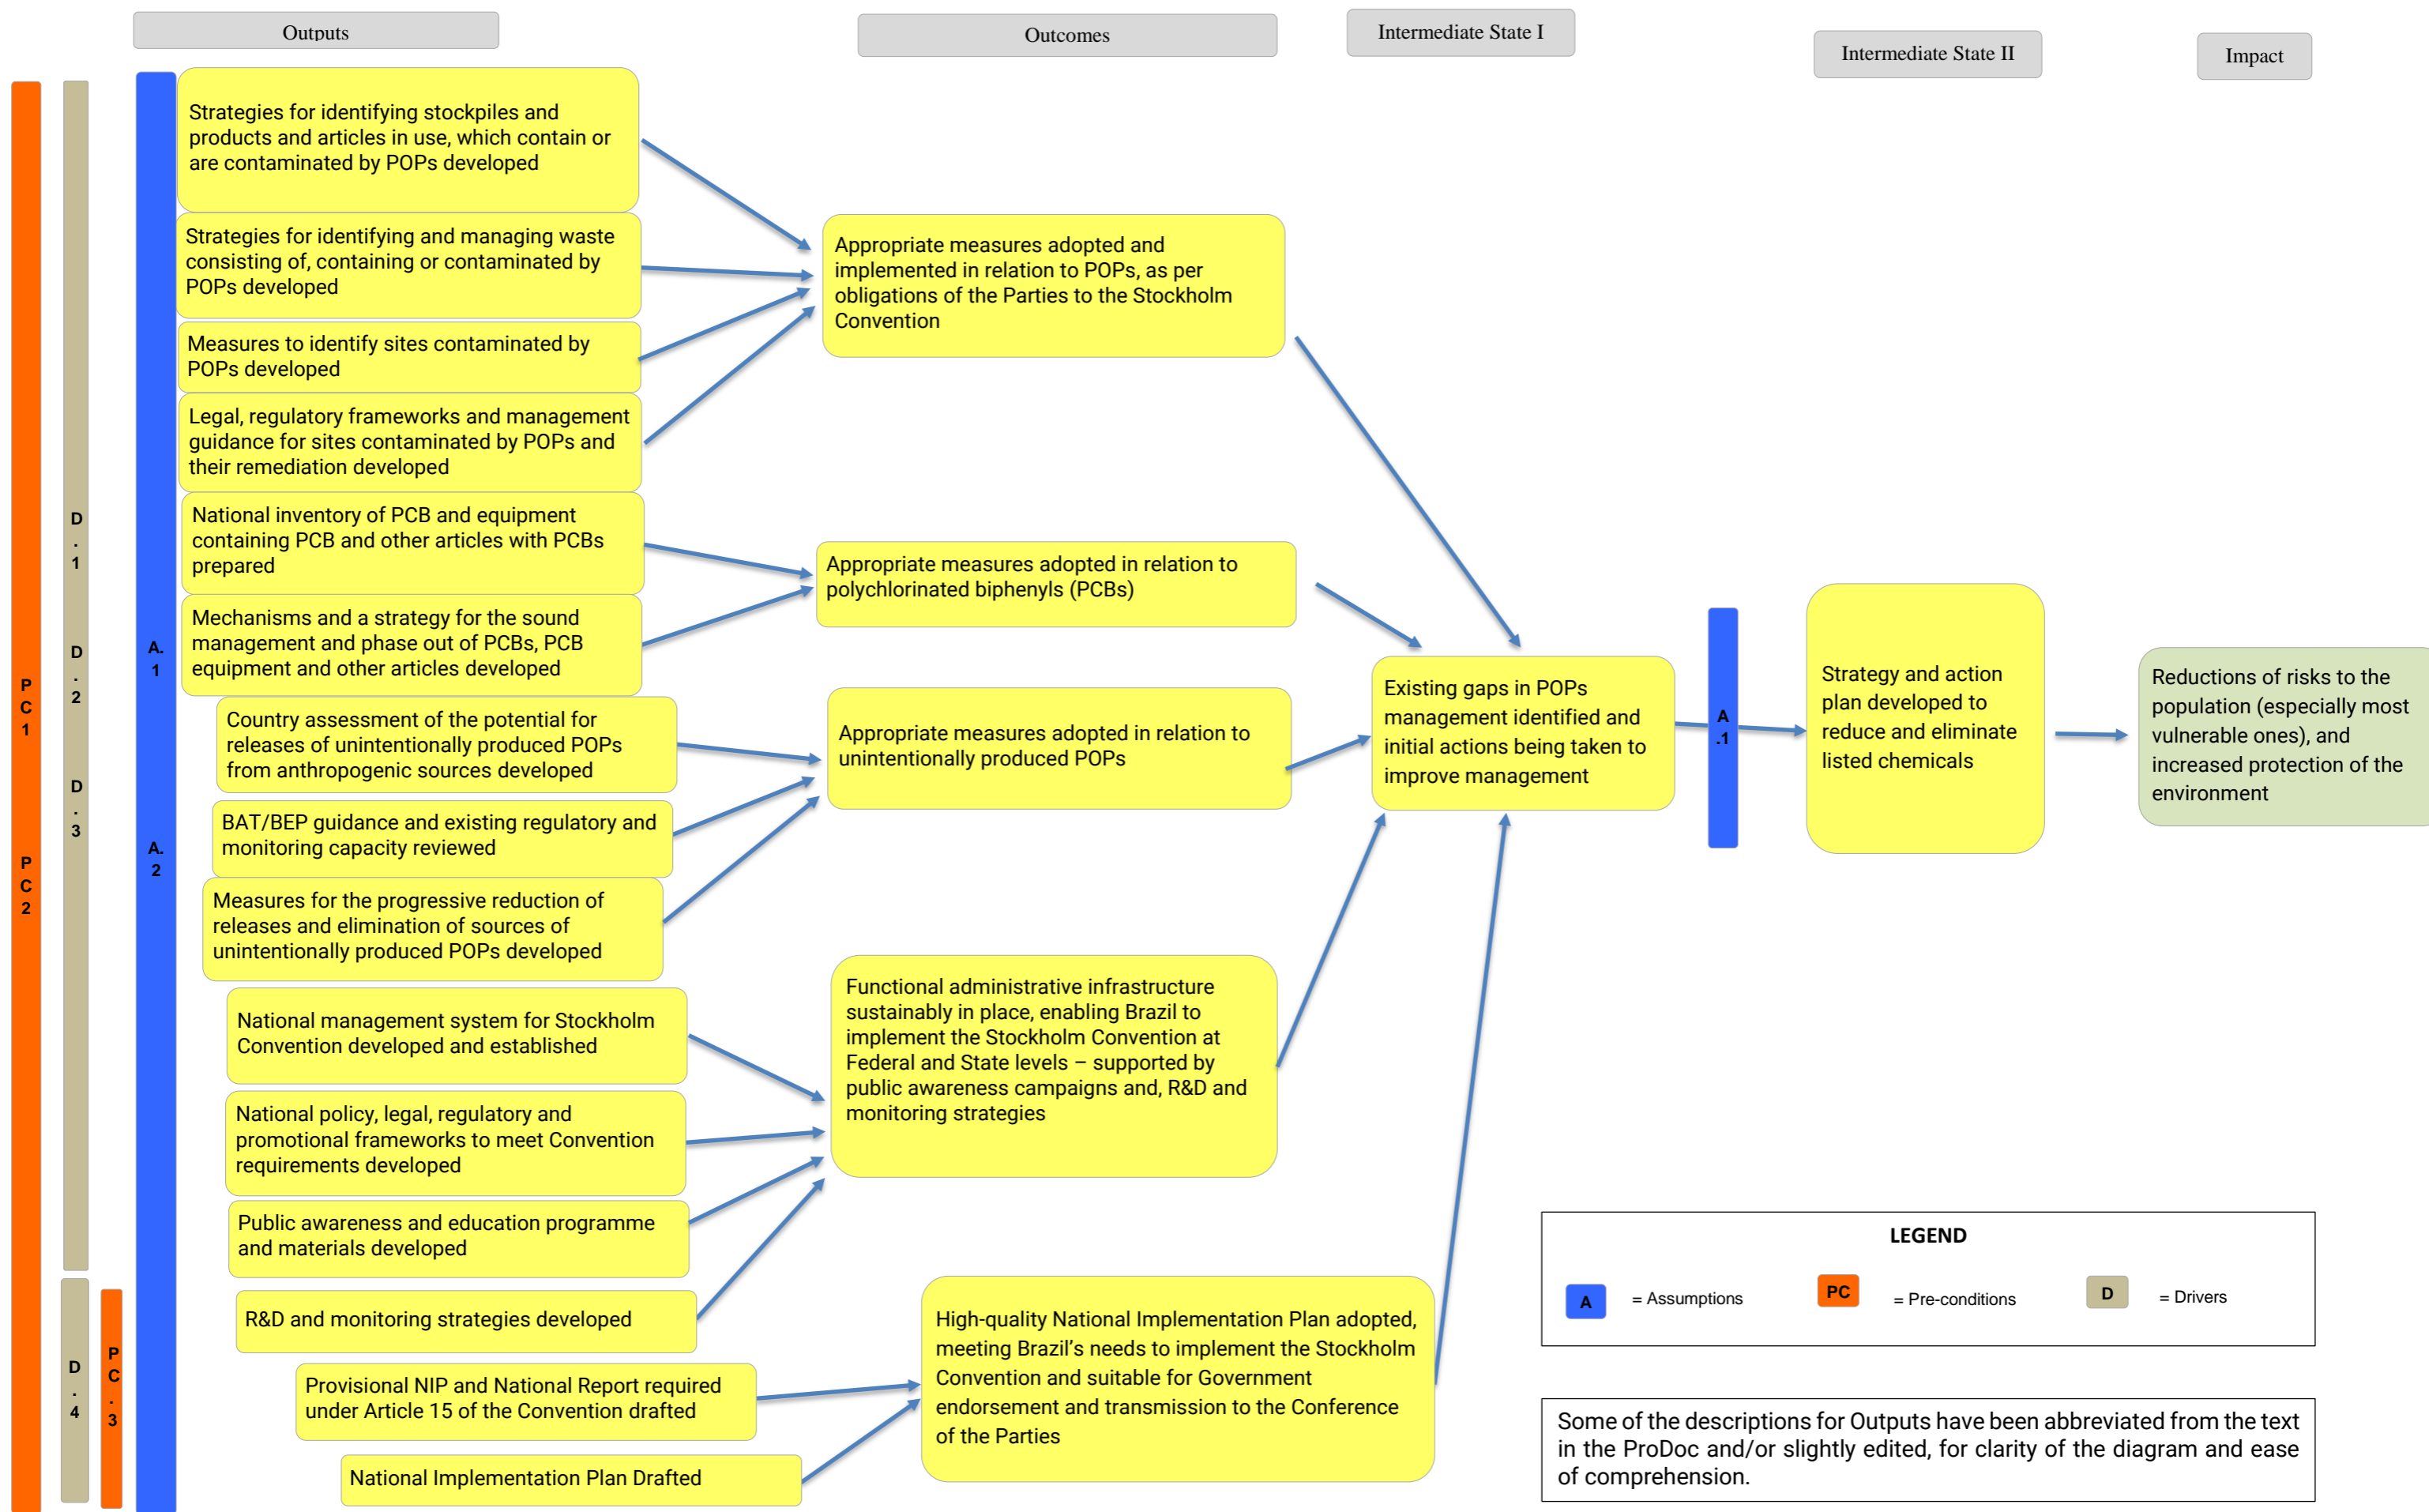 Outputs
Outcomes
Intermediate State I
Intermediate State II
Impact
PC1
PC2
D.1
D.2
D.3
D.4
PC.3
A.1
A.2
Strategies for identifying stockpiles and
products and articles in use, which contain or
are contaminated by POPs developed
Strategies for identifying and managing waste
consisting of, containing or contaminated by
POPs developed
Measures to identify sites contaminated by
POPs developed
Legal, regulatory frameworks and management
guidance for sites contaminated by POPs and
their remediation developed
National inventory of PCB and equipment
containing PCB and other articles with PCBs
prepared
Mechanisms and a strategy for the sound
management and phase out of PCBs, PCB
equipment and other articles developed
Country assessment of the potential for
releases of unintentionally produced POPs
from anthropogenic sources developed
BAT/BEP guidance and existing regulatory and
monitoring capacity reviewed
Measures for the progressive reduction of
releases and elimination of sources of
unintentionally produced POPs developed
National management system for Stockholm
Convention developed and established
National policy, legal, regulatory and
promotional frameworks to meet Convention
requirements developed
Public awareness and education programme
and materials developed
R&D and monitoring strategies developed
Provisional NIP and National Report required
under Article 15 of the Convention drafted
National Implementation Plan Drafted
Appropriate measures adopted and
implemented in relation to POPs, as per
obligations of the Parties to the Stockholm
Convention
Appropriate measures adopted in relation to
polychlorinated biphenyls (PCBs)
Appropriate measures adopted in relation to
unintentionally produced POPs
Functional administrative infrastructure
sustainably in place, enabling Brazil to
implement the Stockholm Convention at
Federal and State levels – supported by
public awareness campaigns and, R&D and
monitoring strategies
High-quality National Implementation Plan adopted,
meeting Brazil’s needs to implement the Stockholm
Convention and suitable for Government
endorsement and transmission to the Conference
of the Parties
Existing gaps in POPs
management identified and
initial actions being taken to
improve management
A.1
Strategy and action
plan developed to
reduce and eliminate
listed chemicals
Reductions of risks to the
population (especially most
vulnerable ones), and
increased protection of the
environment
LEGEND
A = Assumptions
PC = Pre-conditions
D = Drivers
Some of the descriptions for Outputs have been abbreviated from the text
in the ProDoc and/or slightly edited, for clarity of the diagram and ease
of comprehension.